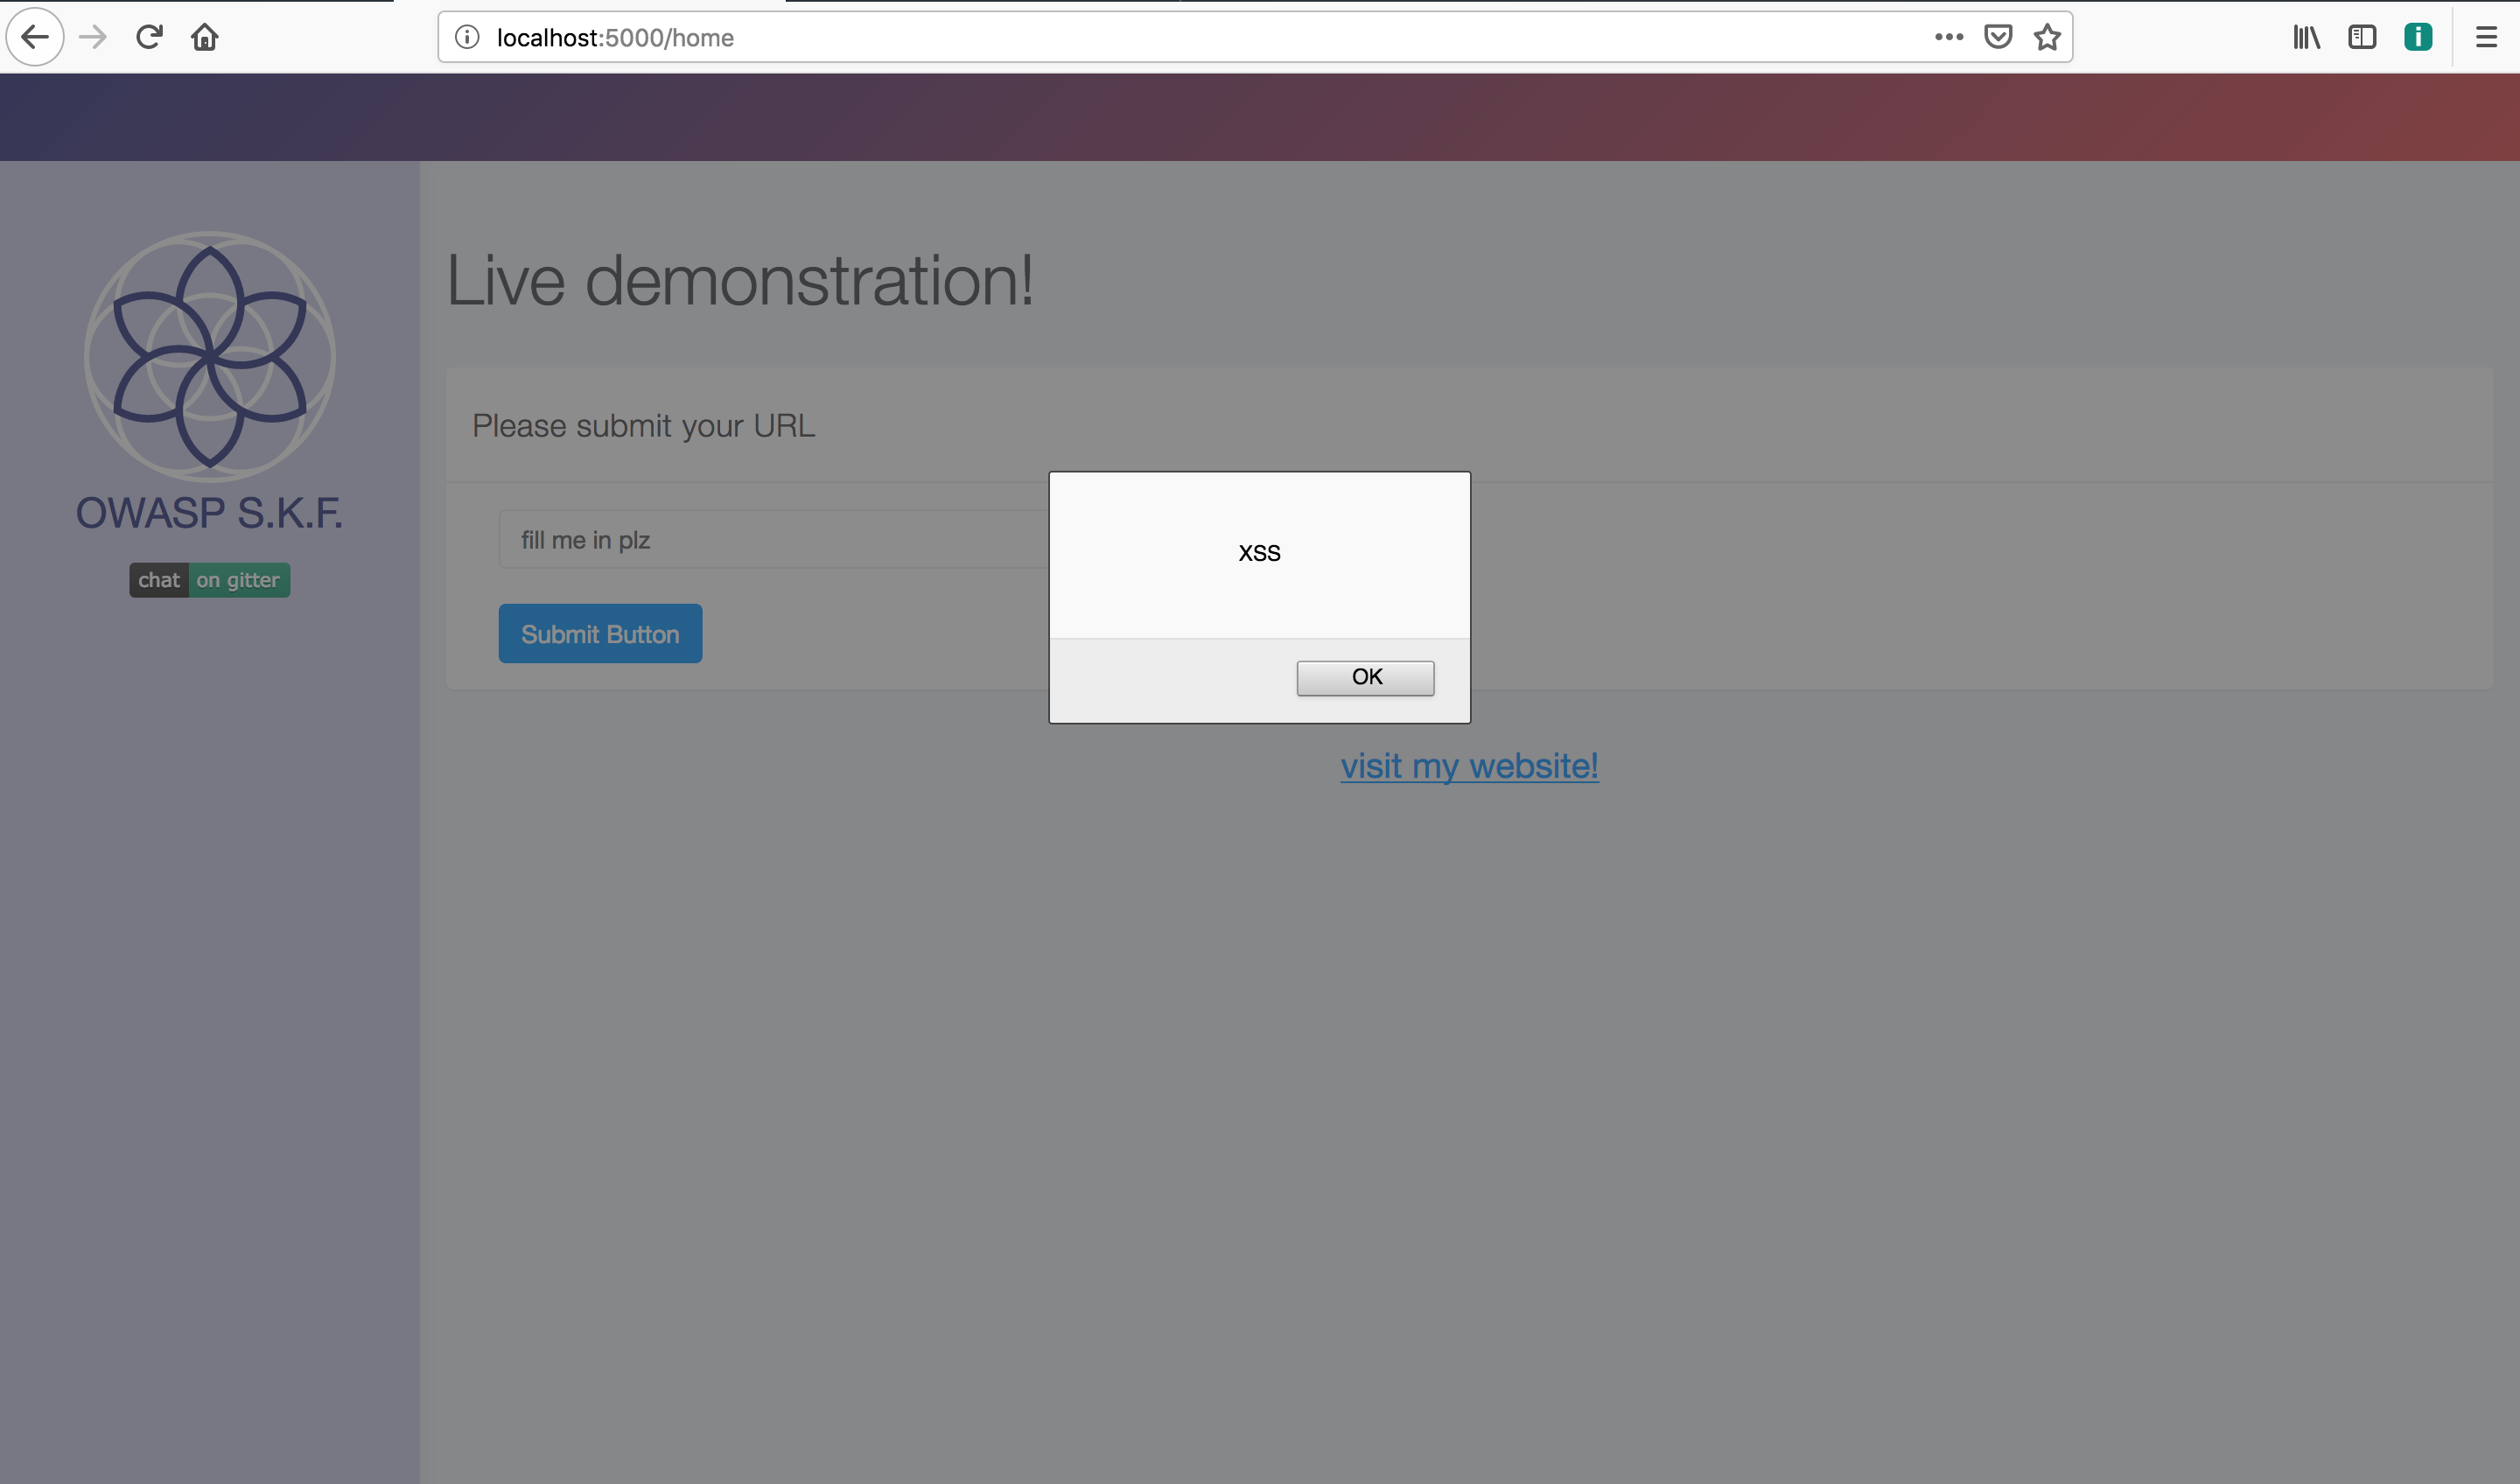 localhost:5000/home
Live demonstration!
OWASP S.K.F.
chat on gitter
Please submit your URL
fill me in plz
Submit Button
XSS
OK
visit my website!